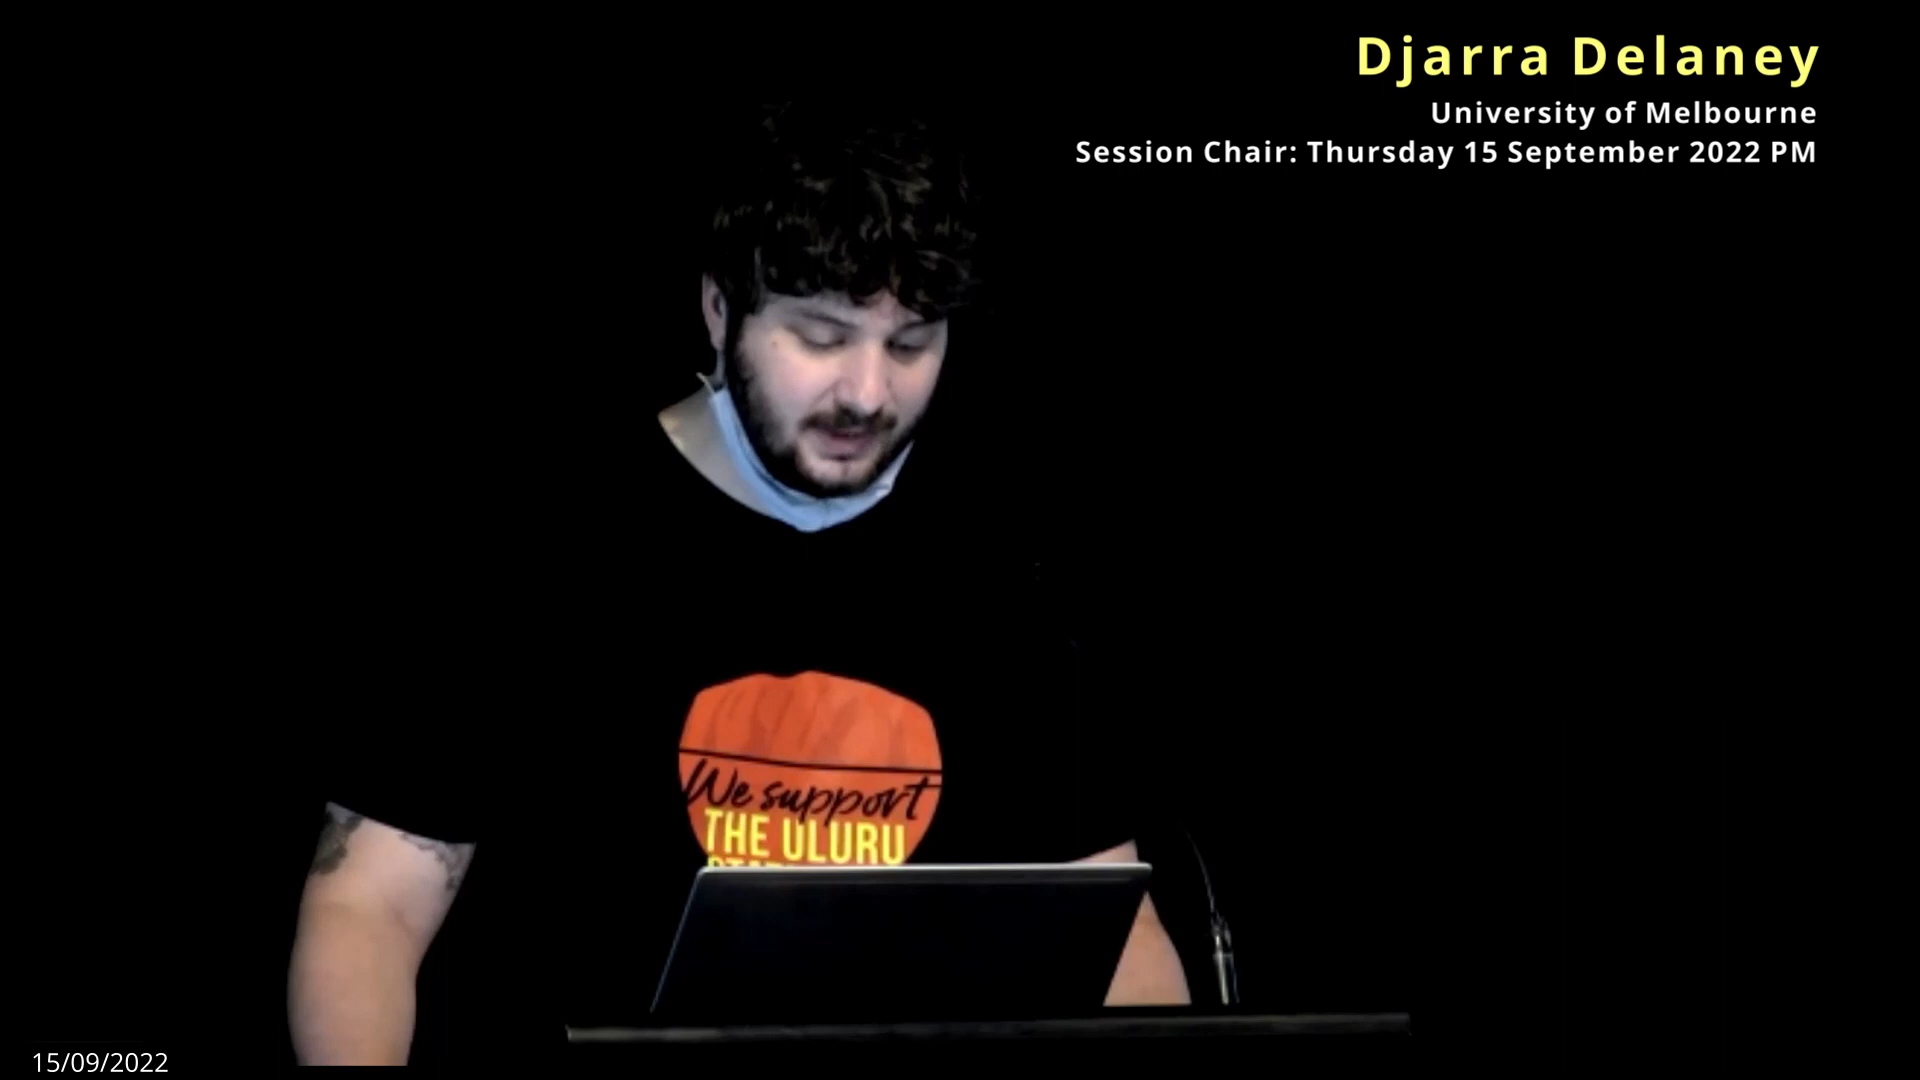 Djarra Delaney
University of Melbourne
Session Chair: Thursday 15 September 2022 PM
We support
THE ULURU
15/09/2022